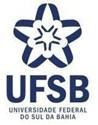 UFSB
UNIVERSIDADE FEDERAL
DO SUL DA BAHIA